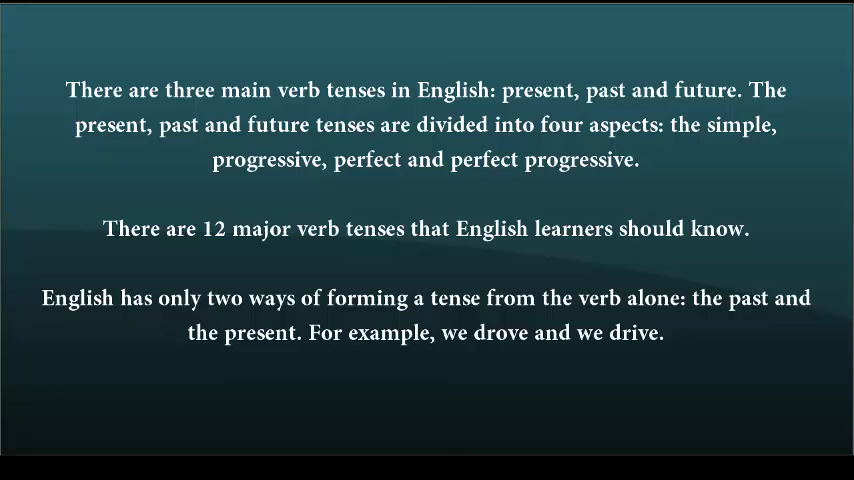 There are three main verb tenses in English: present, past and future. The
present, past and future tenses are divided into four aspects: the simple,
progressive, perfect and perfect progressive.
There are 12 major verb tenses that English learners should know.
English has only two ways of forming a tense from the verb alone: the past and
the present. For example, we drove and we drive.